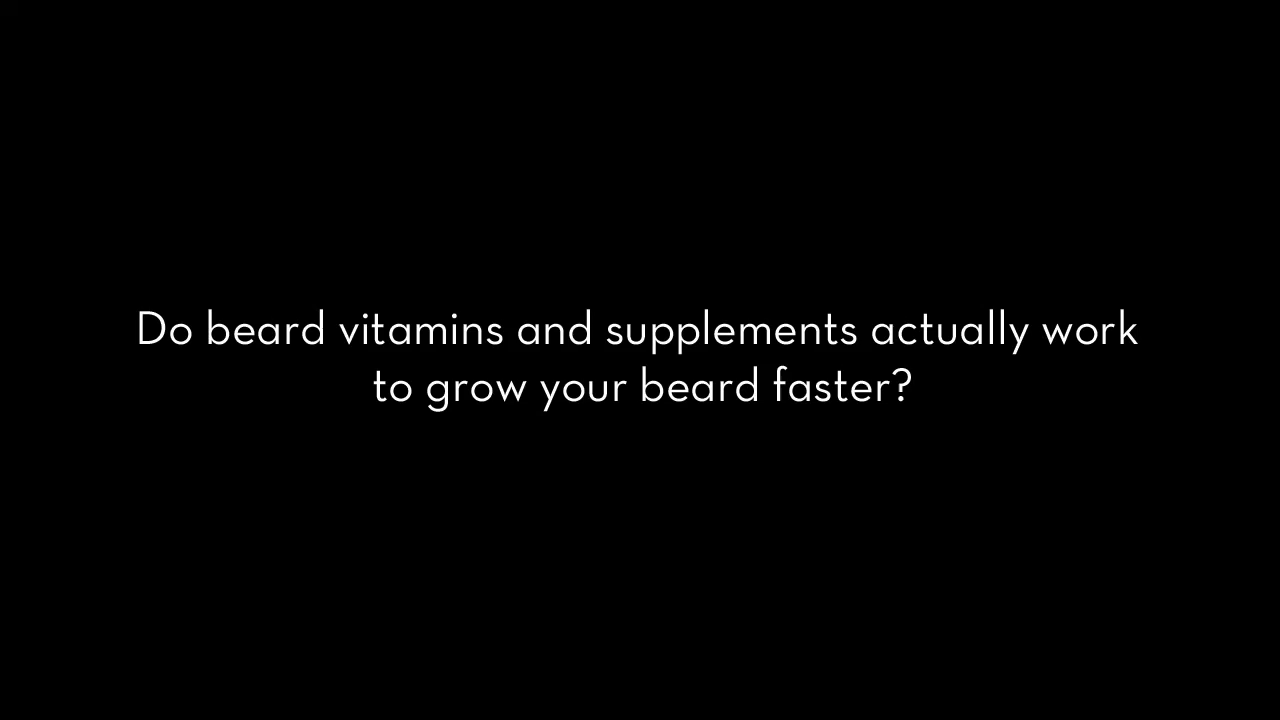 Do beard vitamins and supplements actually work
to grow your beard faster?